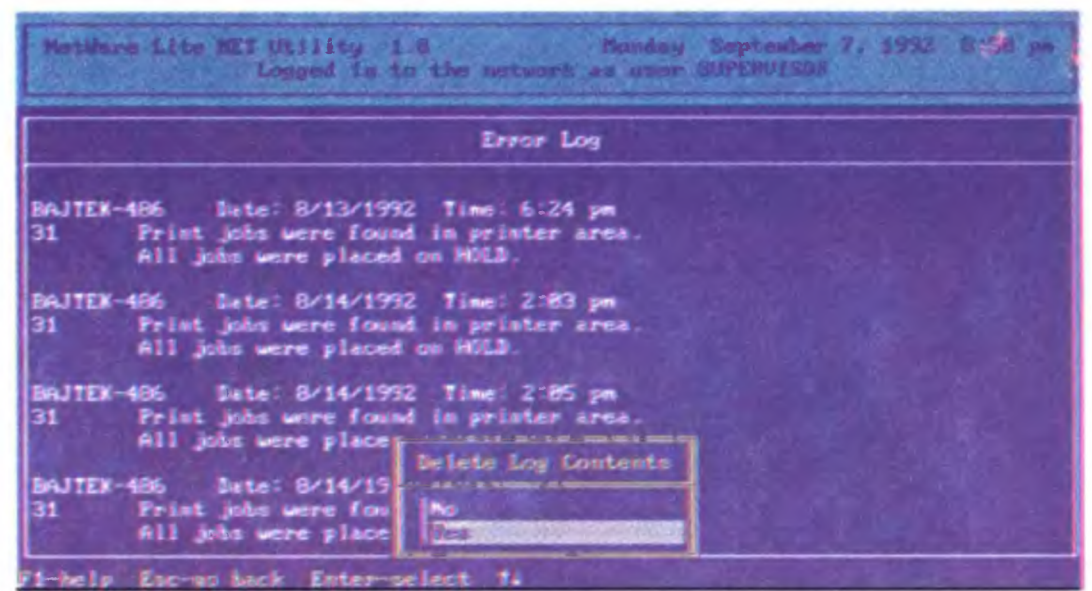 NetWare Lite NET Utility 1.0 Monday September 7, 1992 pm
Logged in to the network as user SUPERVISOR
Error Log
BAJTEK-486 Date: 8/13/1992 Time: 6:24 pm
31 Print jobs were found in printer area.
All jobs were placed on HOLD.
BAJTEK-486 Date: 8/14/1992 Time: 2:03 pm
31 Print jobs were found in printer area.
All jobs were placed on HOLD.
BAJTEK-486 Date: 8/14/1992 Time: 2:05 pm
31 Print jobs were found in printer area.
All jobs were place
BAJTEK-486 Date: 8/14/19
31 Print jobs were fou
All jobs were place
Delete Log Contents
No
Yes
F1-help Esc-go back Enter-select ↑↓